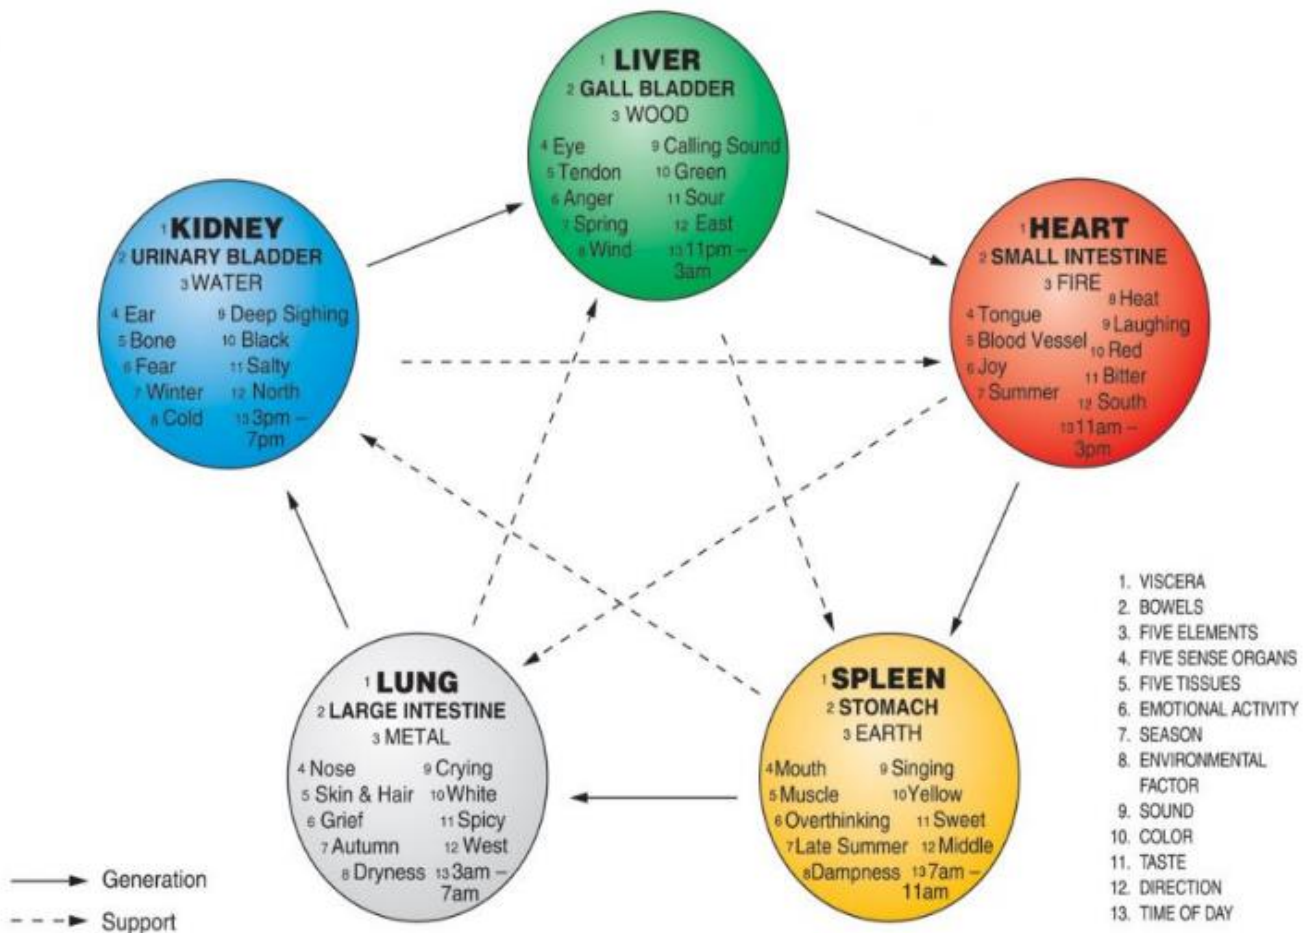 1 LIVER
2 GALL BLADDER
3 WOOD
4 Eye
5 Tendon
6 Anger
7 Spring
8 Wind
9 Calling Sound
10 Green
11 Sour
12 East
13 11pm –
3am
1 KIDNEY
2 URINARY BLADDER
3 WATER
4 Ear
5 Bone
6 Fear
7 Winter
8 Cold
9 Deep Sighing
10 Black
11 Salty
12 North
13 3pm –
7pm
1 HEART
2 SMALL INTESTINE
3 FIRE
4 Tongue
5 Blood Vessel
6 Joy
7 Summer
8 Heat
9 Laughing
10 Red
11 Bitter
12 South
13 11am –
3pm
1 LUNG
2 LARGE INTESTINE
3 METAL
4 Nose
5 Skin & Hair
6 Grief
7 Autumn
8 Dryness
9 Crying
10 White
11 Spicy
12 West
13 3am –
7am
1 SPLEEN
2 STOMACH
3 EARTH
4 Mouth
5 Muscle
6 Overthinking
7 Late Summer
8 Dampness
9 Singing
10 Yellow
11 Sweet
12 Middle
13 7am –
11am
1. VISCERA
2. BOWELS
3. FIVE ELEMENTS
4. FIVE SENSE ORGANS
5. FIVE TISSUES
6. EMOTIONAL ACTIVITY
7. SEASON
8. ENVIRONMENTAL
FACTOR
9. SOUND
10. COLOR
11. TASTE
12. DIRECTION
13. TIME OF DAY
Generation
Support